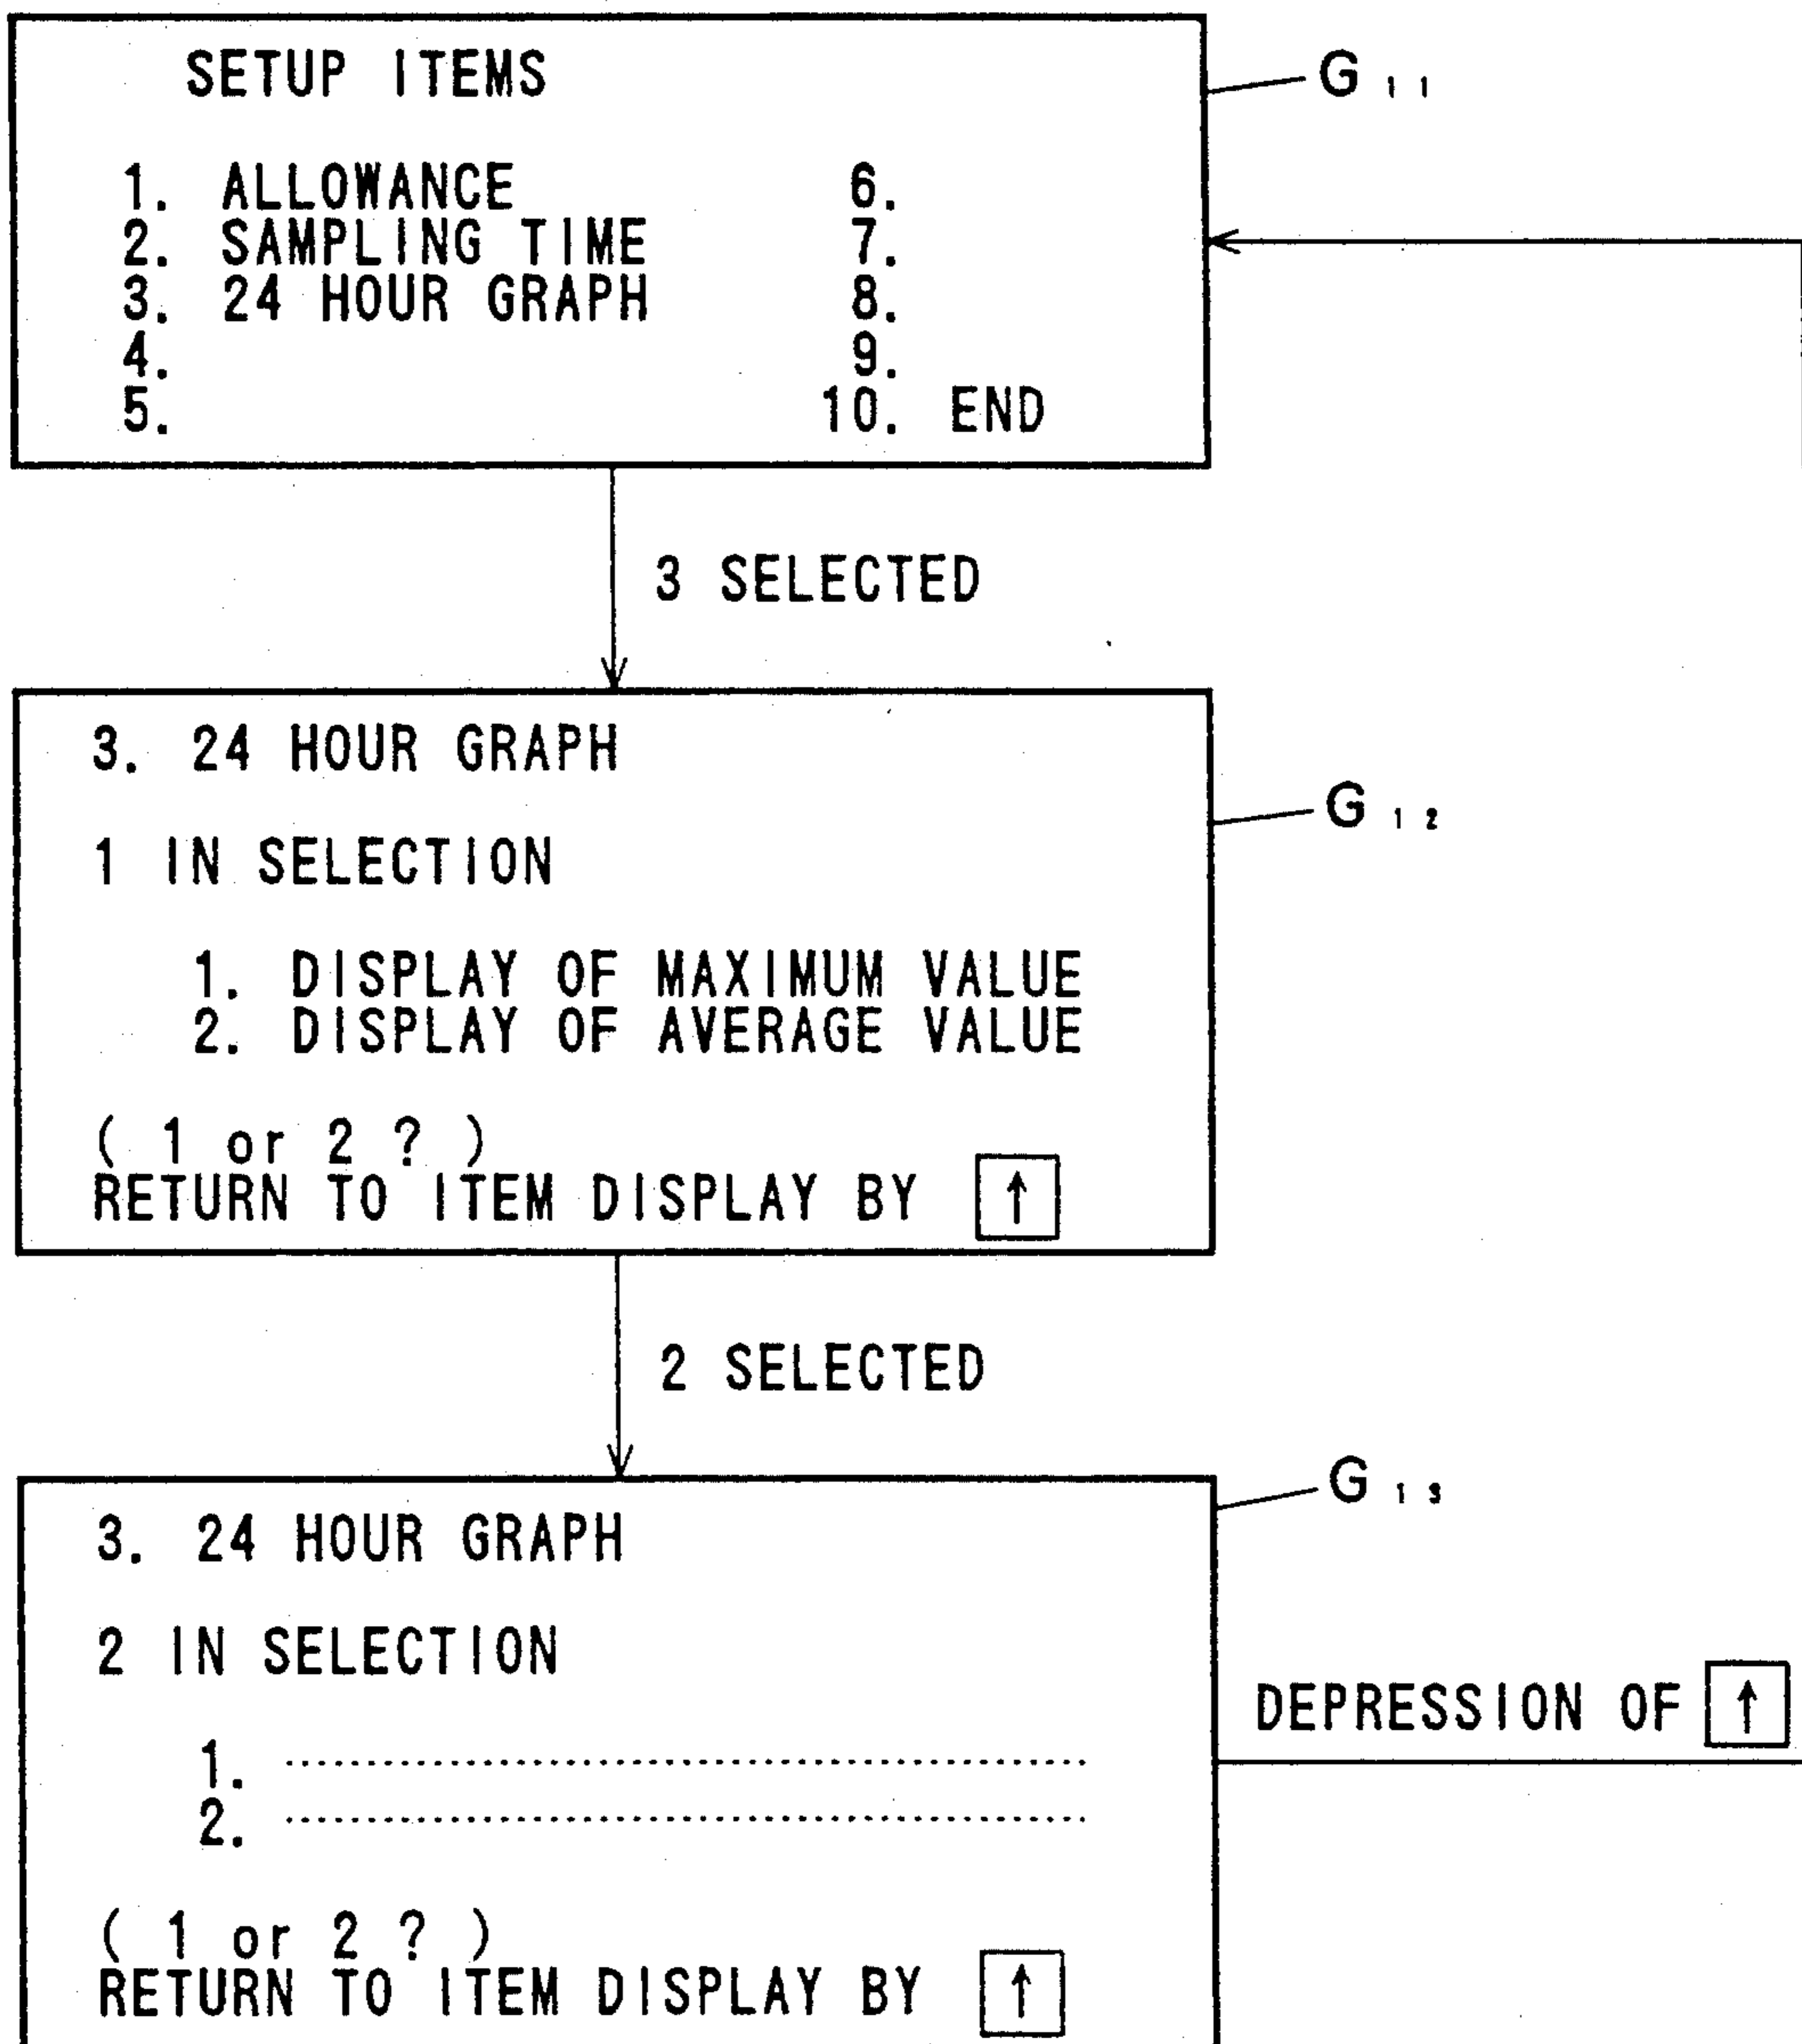 SETUP ITEMS
G₁₁
1. ALLOWANCE 6.
2. SAMPLING TIME 7.
3. 24 HOUR GRAPH 8.
4. 9.
5. 10. END
3 SELECTED
3. 24 HOUR GRAPH
G₁₂
1 IN SELECTION
1. DISPLAY OF MAXIMUM VALUE
2. DISPLAY OF AVERAGE VALUE
( 1 or 2 ? )
RETURN TO ITEM DISPLAY BY ↑
2 SELECTED
G₁₃
3. 24 HOUR GRAPH
2 IN SELECTION
DEPRESSION OF ↑
1. ..........................................
2. ..........................................
( 1 or 2 ? )
RETURN TO ITEM DISPLAY BY ↑